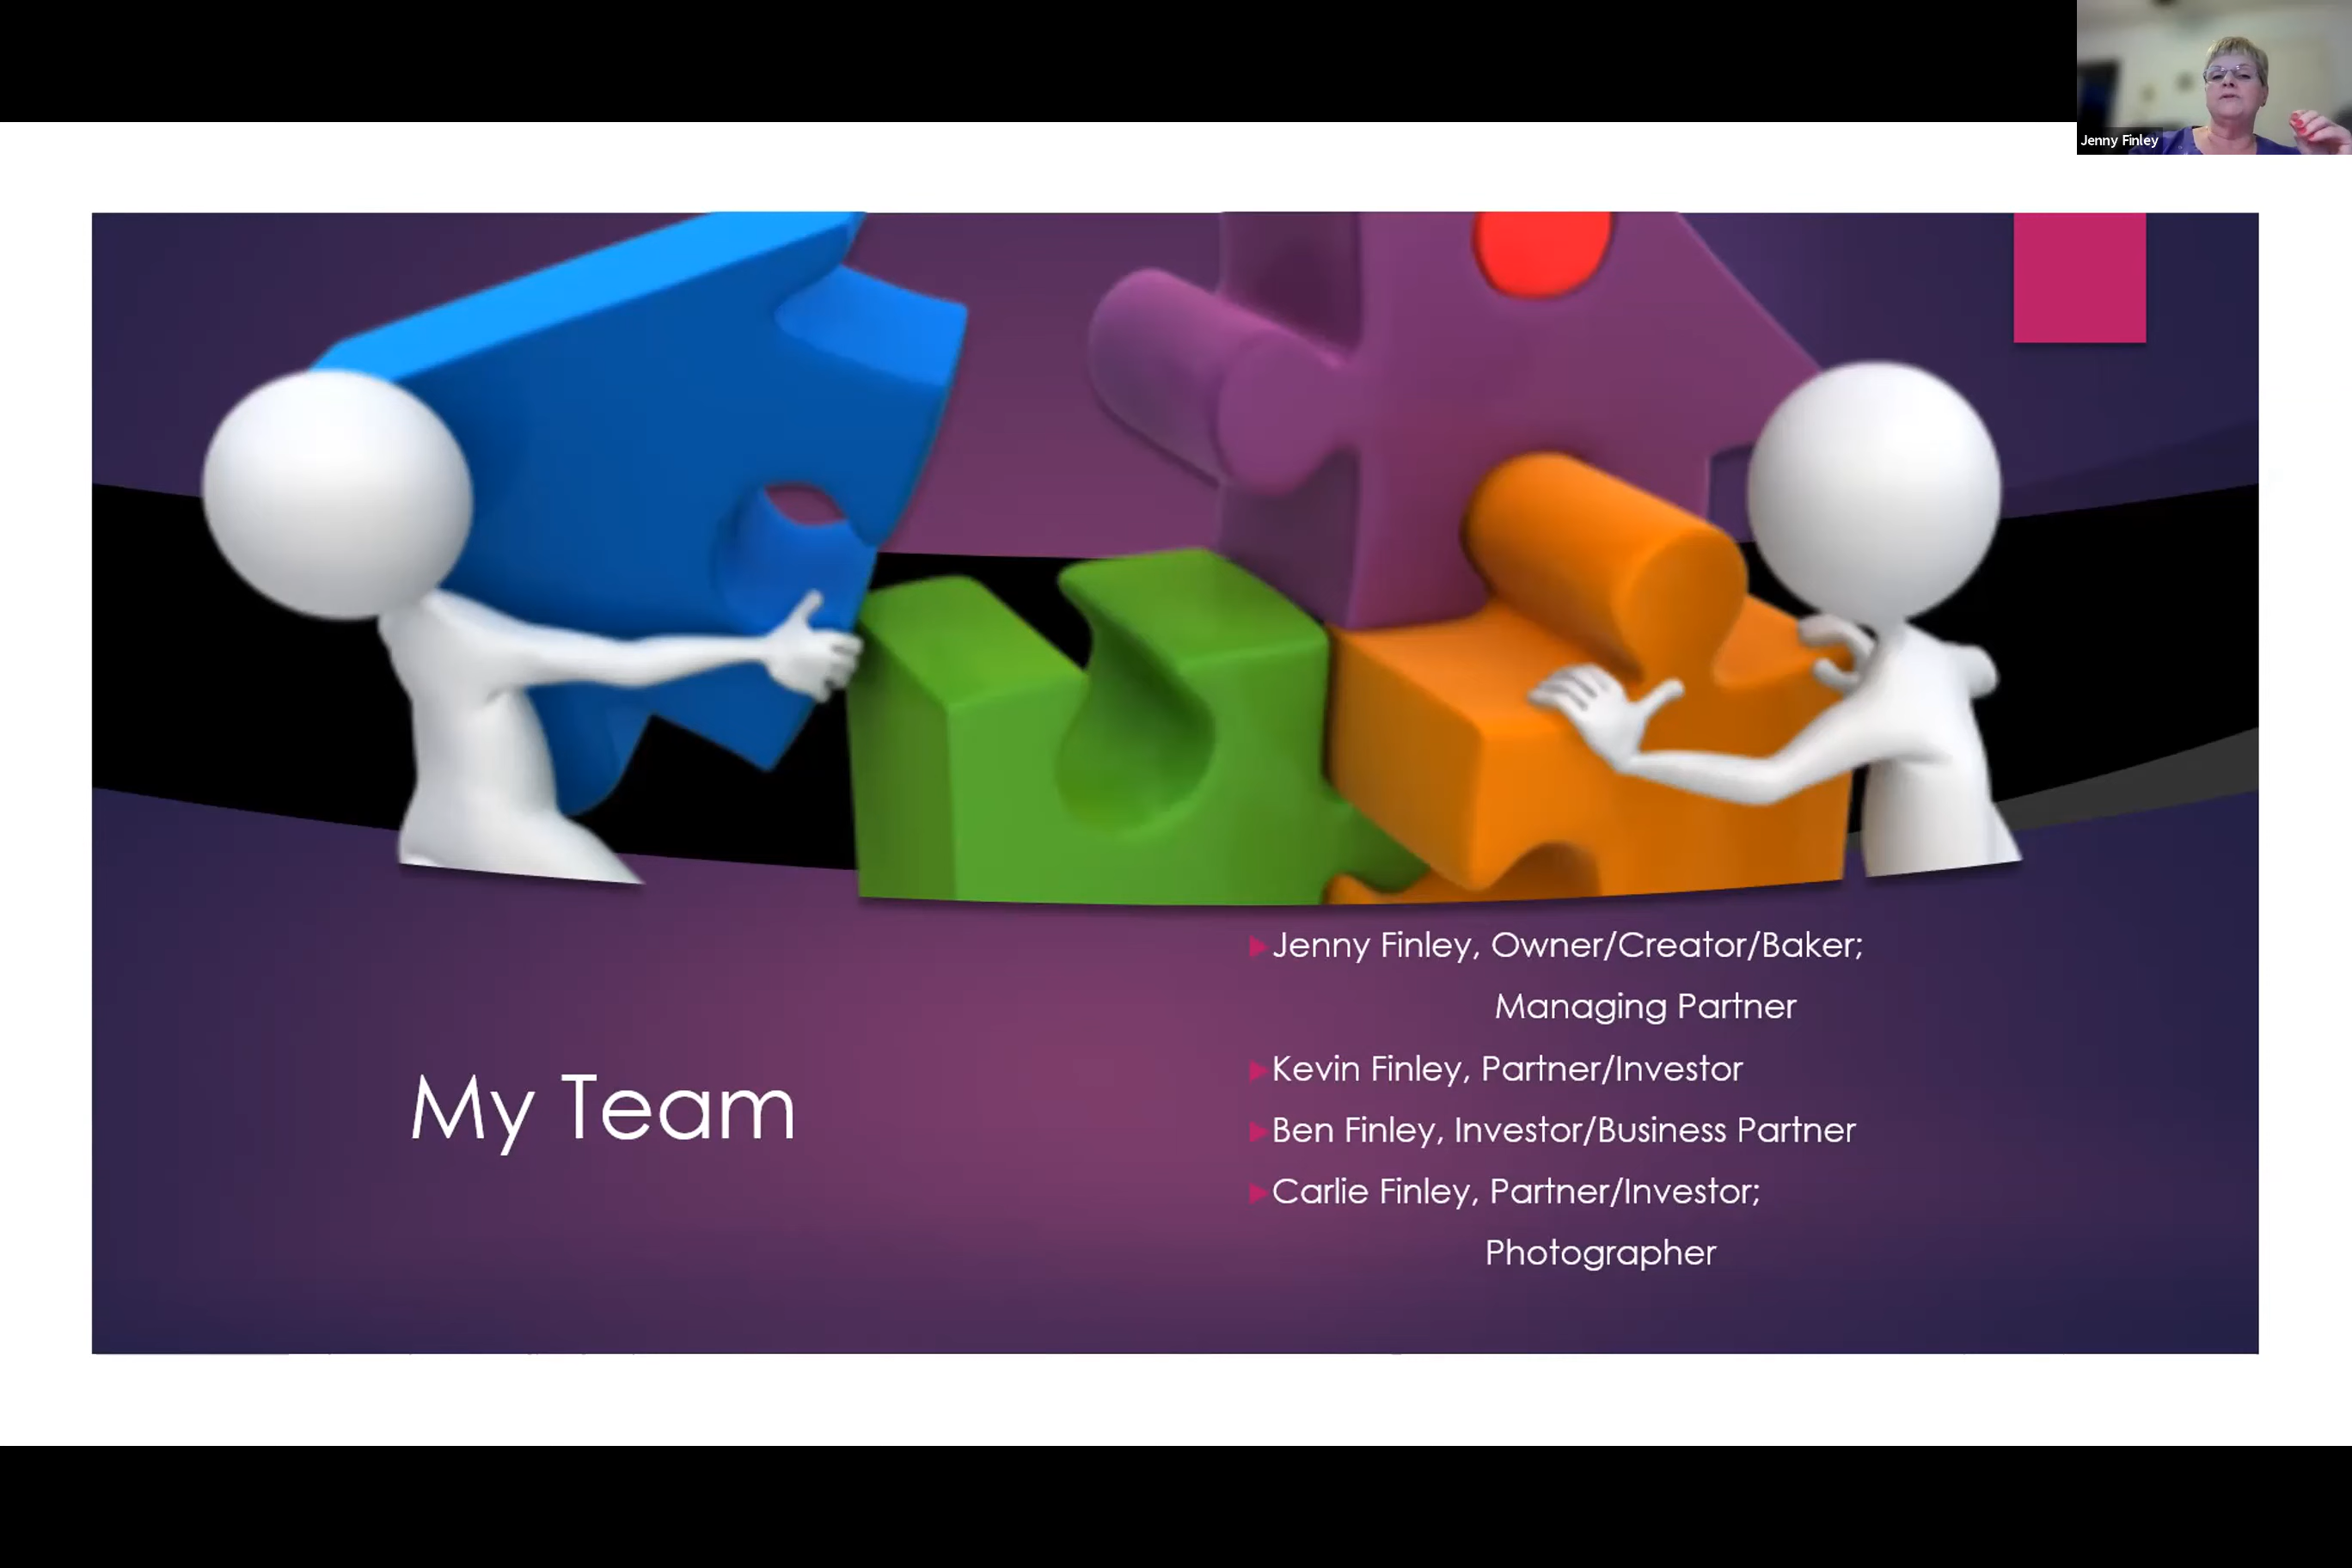 Jenny Finley
Jenny Finley, Owner/Creator/Baker;
Managing Partner
Kevin Finley, Partner/Investor
Ben Finley, Investor/Business Partner
Carlie Finley, Partner/Investor;
Photographer
My Team